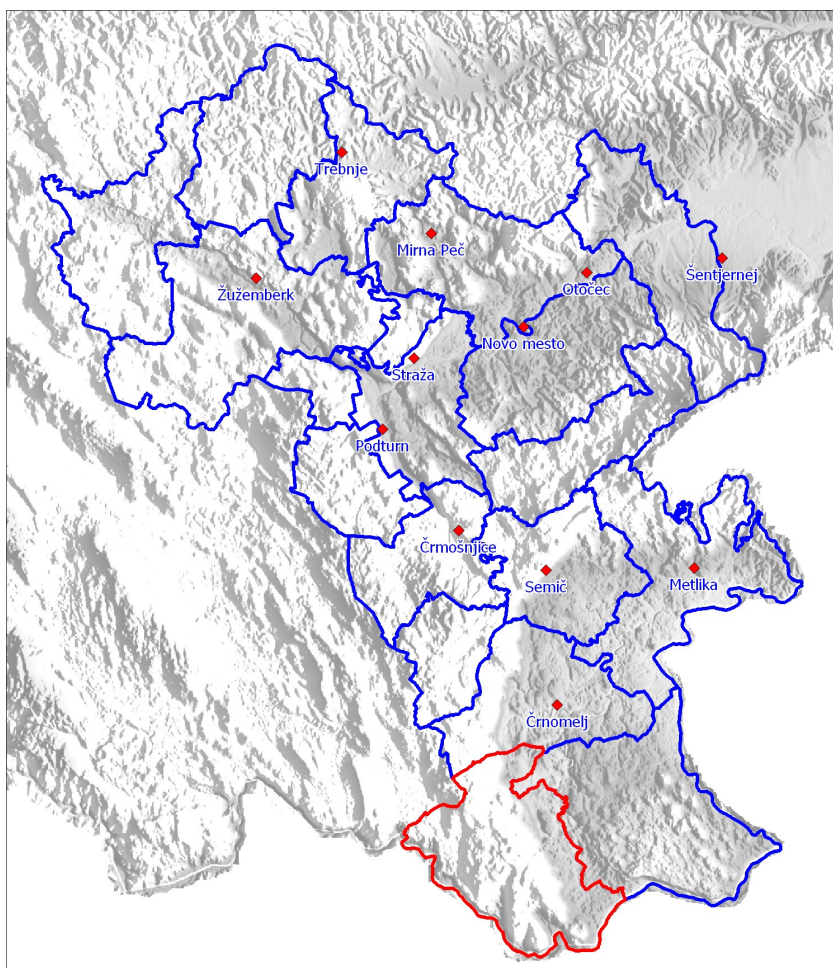 Trebnje
Mirna Peč
Žužemberk
Otočec
Šentjernej
Novo mesto
Straža
Podturn
Črmošnjice
Semič
Metlika
Črnomelj